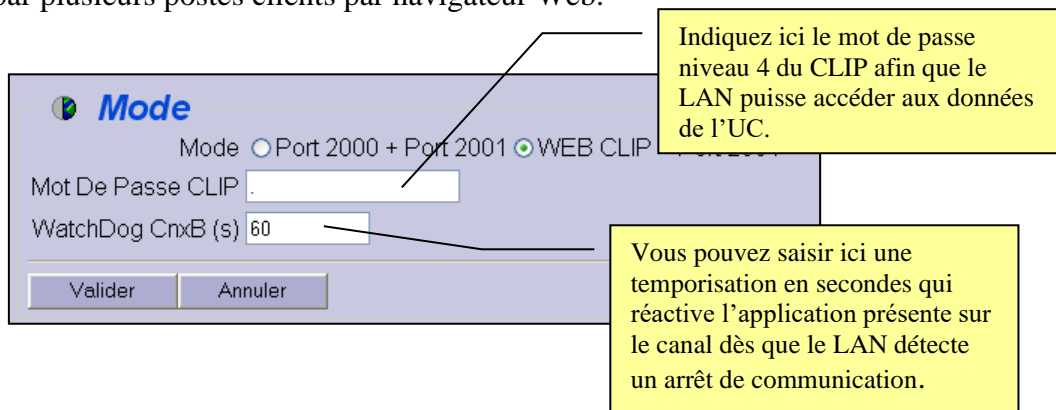 par plusieurs postes clients par navigateur Web.
Indiquez ici le mot de passe
niveau 4 du CLIP afin que le
LAN puisse accéder aux données
de l'UC.
Mode
Mode Port 2000 + Port 2001 WEB CLIP
Mot De Passe CLIP .
WatchDog CnxB (s) 60
Valider Annuler
Vous pouvez saisir ici une
temporisation en secondes qui
réactive l'application présente sur
le canal dès que le LAN détecte
un arrêt de communication.